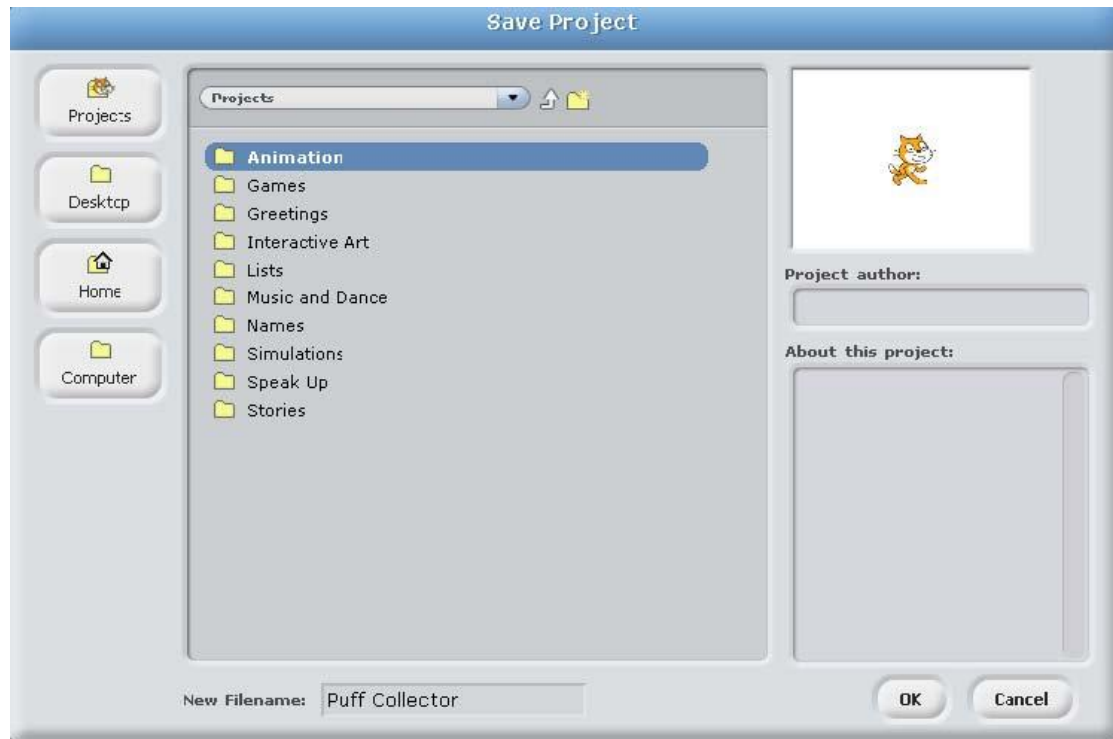 Save Project
Projects
Desktop
Home
Computer
Projects
Animation
Games
Greetings
Interactive Art
Lists
Music and Dance
Names
Simulations
Speak Up
Stories
Project author:
About this project:
New Filename: Puff Collector
OK Cancel